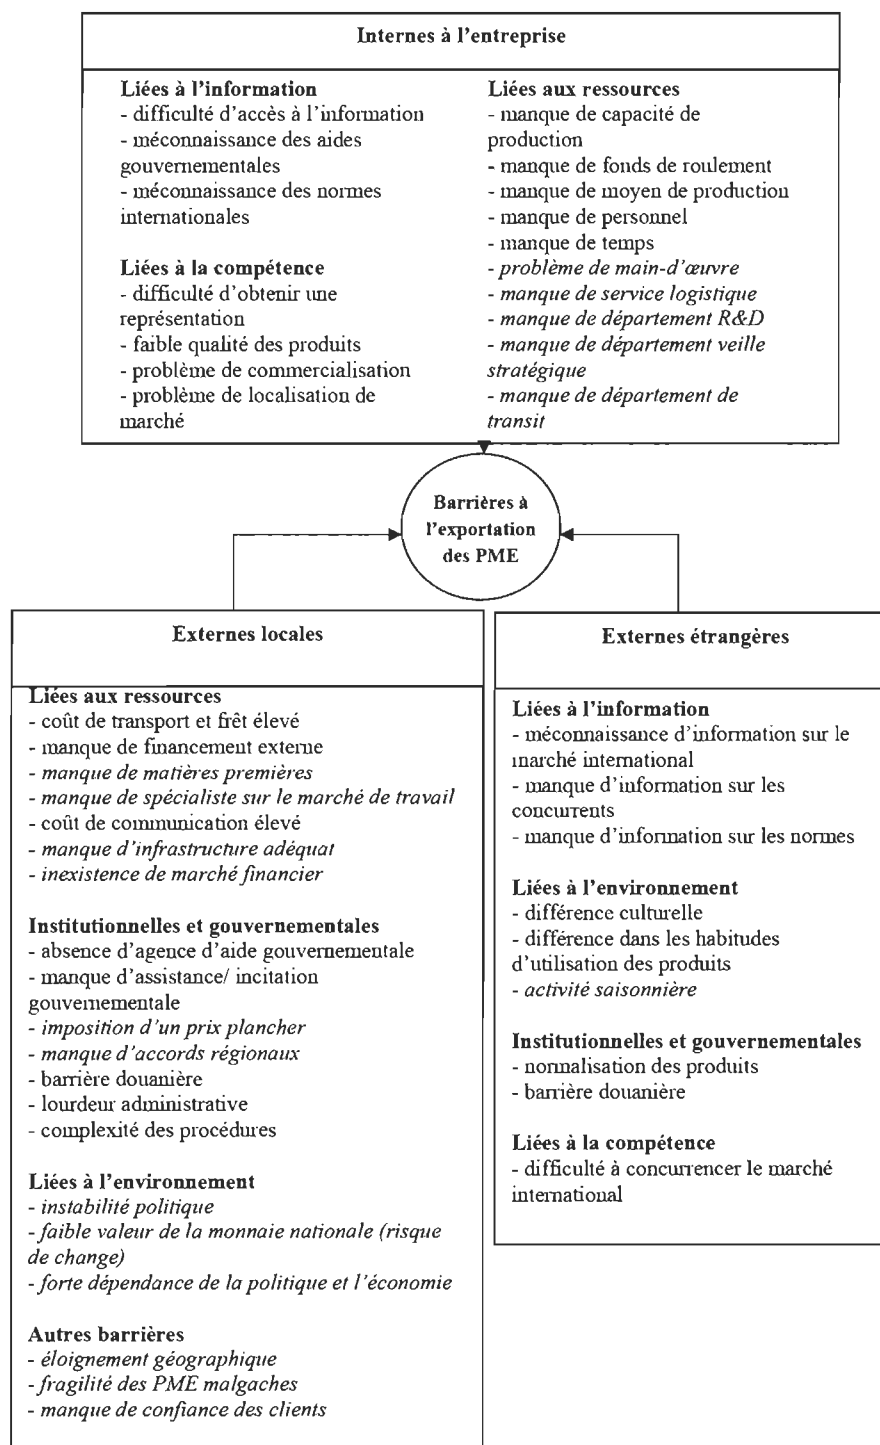 Internes à l'entreprise
Liées à l'information
- difficulté d'accès à l'information
- méconnaissance des aides
gouvernementales
- méconnaissance des normes
internationales
Liées à la compétence
- difficulté d'obtenir une
représentation
- faible qualité des produits
- problème de commercialisation
- problème de localisation de
marché
Liées aux ressources
- manque de capacité de
production
- manque de fonds de roulement
- manque de moyen de production
- manque de personnel
- manque de temps
- problème de main-d'œuvre
- manque de service logistique
- manque de département R&D
- manque de département veille
stratégique
- manque de département de
transit
Barrières à
l'exportation
des PME
Externes locales
Liées aux ressources
- coût de transport et frêt élevé
- manque de financement externe
- manque de matières premières
- manque de spécialiste sur le marché de travail
- coût de communication élevé
- manque d'infrastructure adéquat
- inexistence de marché financier
Institutionnelles et gouvernementales
- absence d'agence d'aide gouvernementale
- manque d'assistance/ incitation
gouvernementale
- imposition d'un prix plancher
- manque d'accords régionaux
- barrière douanière
- lourdeur administrative
- complexité des procédures
Liées à l'environnement
- instabilité politique
- faible valeur de la monnaie nationale (risque
de change)
- forte dépendance de la politique et l'économie
Autres barrières
- éloignement géographique
- fragilité des PME malgaches
- manque de confiance des clients
Externes étrangères
Liées à l'information
- méconnaissance d'information sur le
marché international
- manque d'information sur les
concurrents
- manque d'information sur les normes
Liées à l'environnement
- différence culturelle
- différence dans les habitudes
d'utilisation des produits
- activité saisonnière
Institutionnelles et gouvernementales
- normalisation des produits
- barrière douanière
Liées à la compétence
- difficulté à concurrencer le marché
international